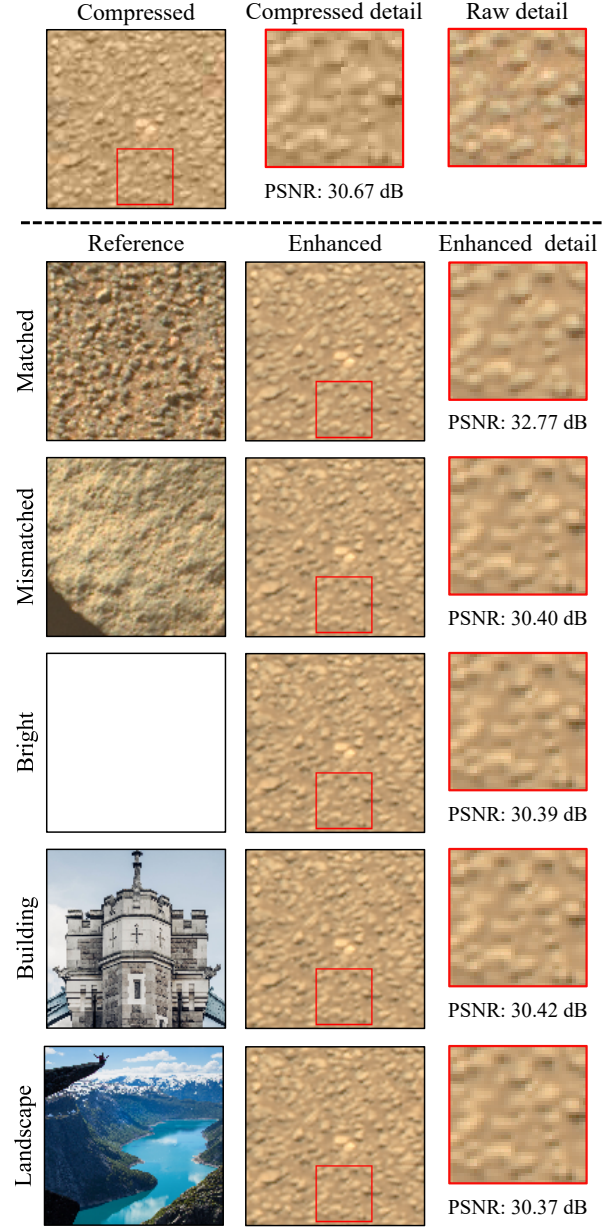 Compressed
Compressed detail
Raw detail
PSNR: 30.67 dB
Reference
Enhanced
Enhanced detail
Matched
PSNR: 32.77 dB
Mismatched
PSNR: 30.40 dB
Bright
PSNR: 30.39 dB
Building
PSNR: 30.42 dB
Landscape
PSNR: 30.37 dB